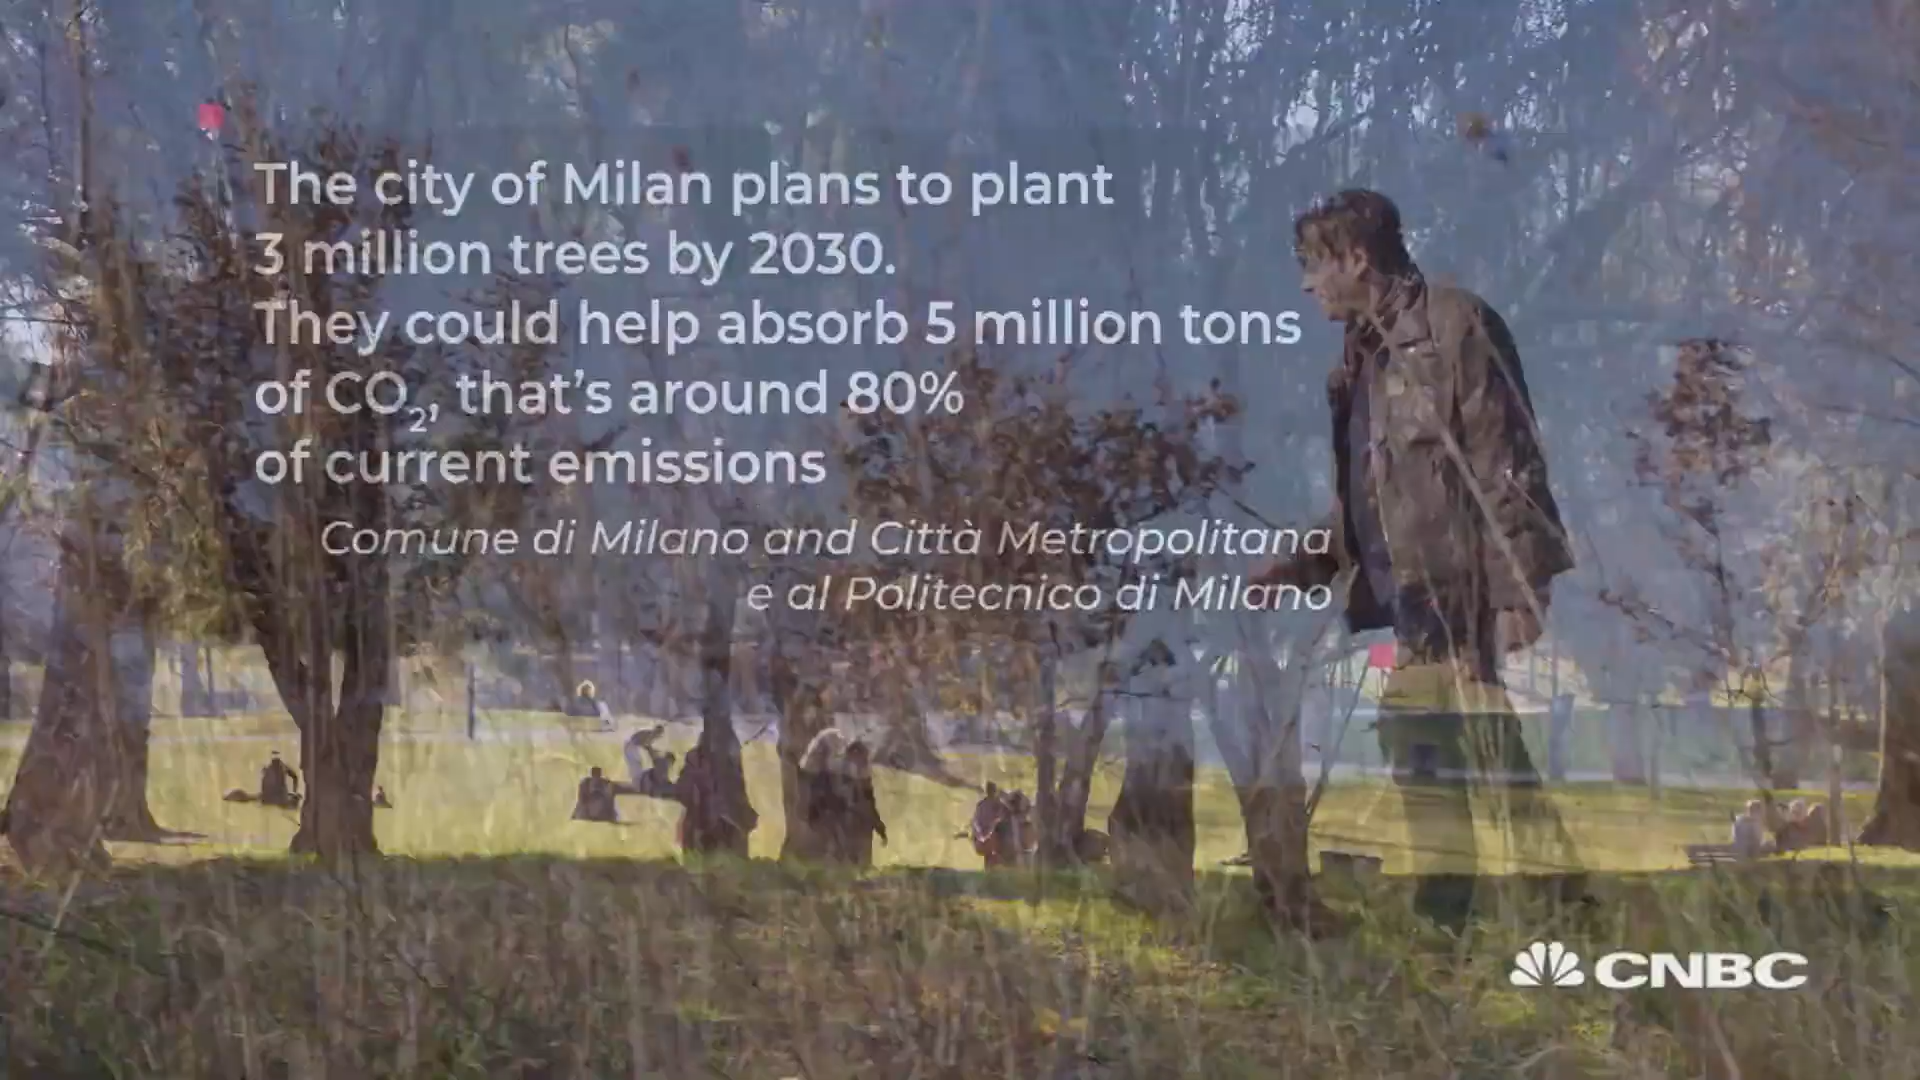 The city of Milan plans to plant
3 million trees by 2030.
They could help absorb 5 million tons
of CO₂, that's around 80%
of current emissions
Comune di Milano and Città Metropolitana
e al Politecnico di Milano
CNBC